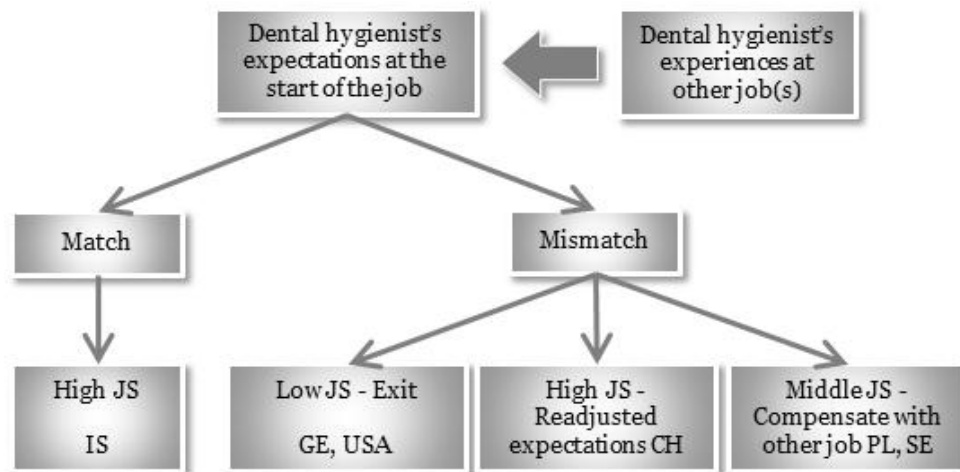 Dental hygienist's
expectations at the
start of the job
Dental hygienist's
experiences at
other job(s)
Match
Mismatch
High JS
IS
Low JS - Exit
GE, USA
High JS -
Readjusted
expectations CH
Middle JS -
Compensate with
other job PL, SE